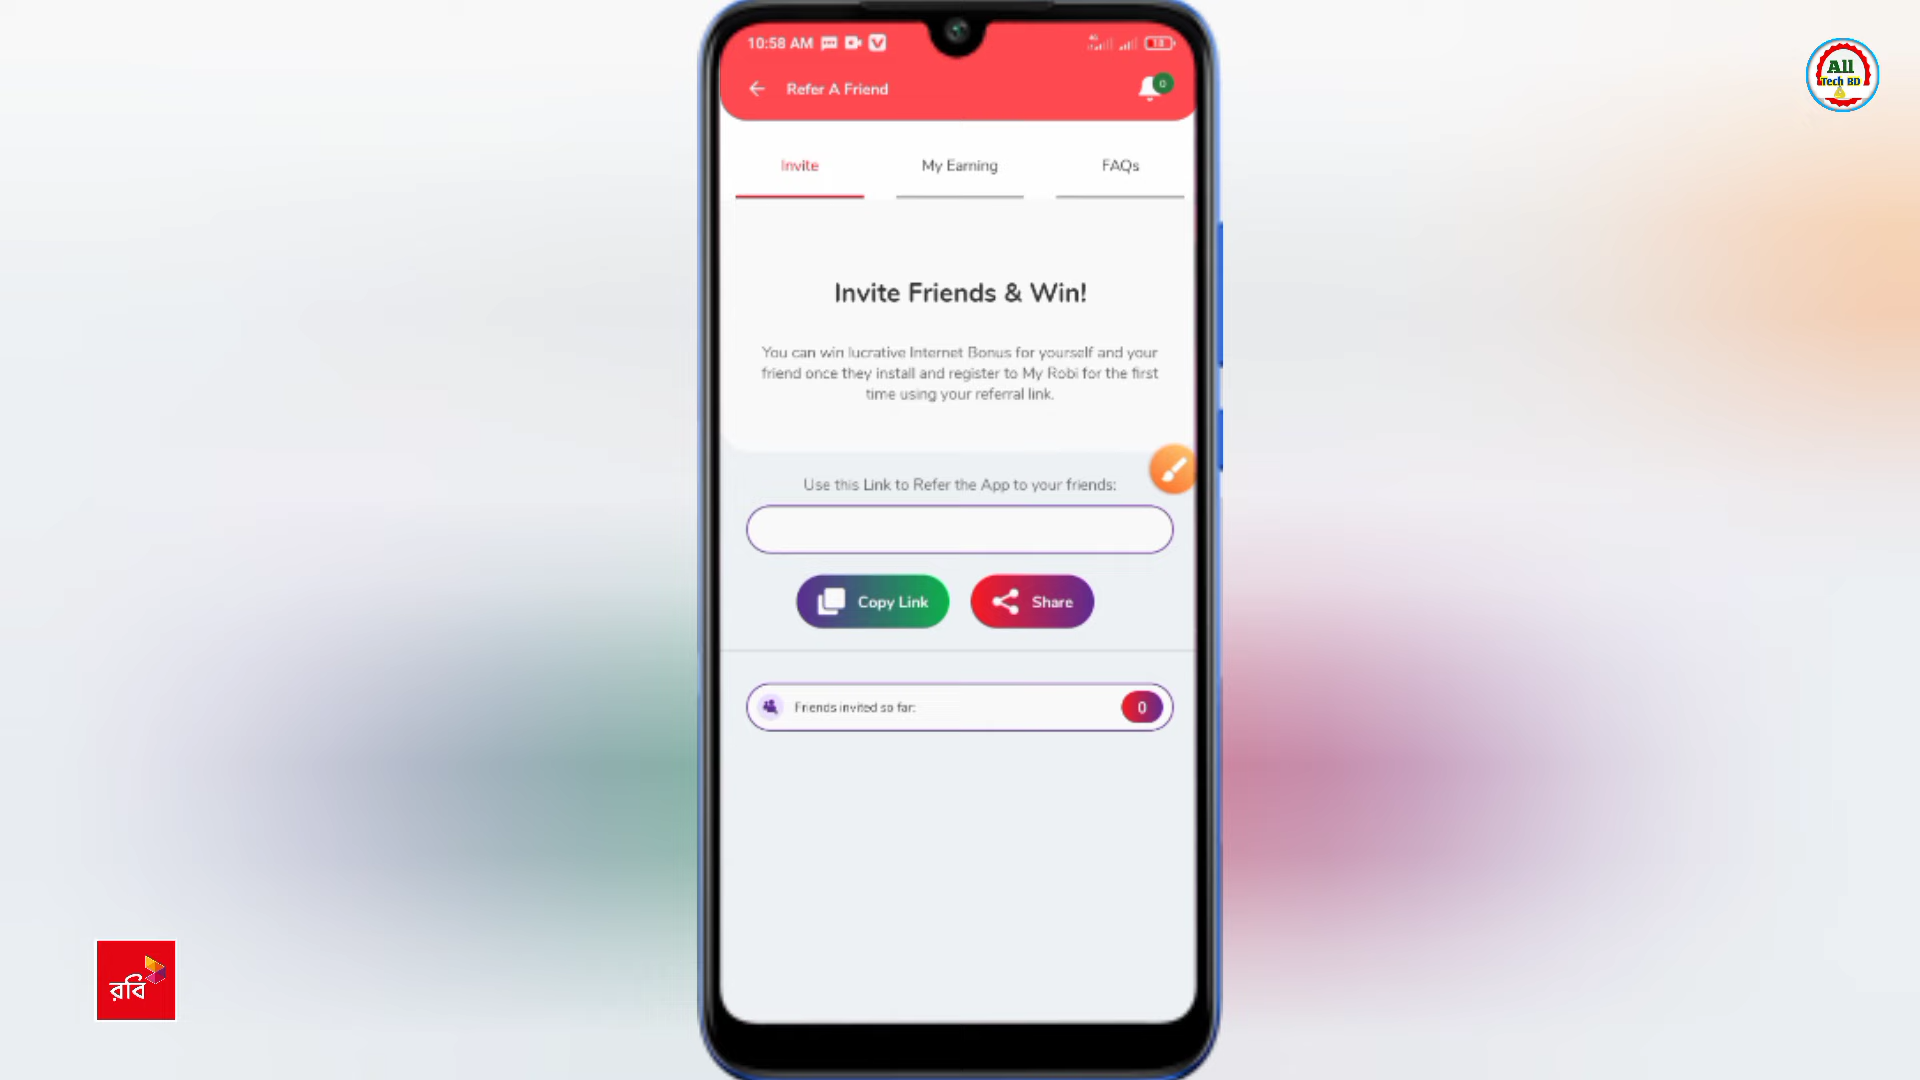 10:58 AM
Refer A Friend
0
All
Tech BD
Invite
My Earning
FAQs
Invite Friends & Win!
You can win lucrative Internet Bonus for yourself and your
friend once they install and register to My Robi for the first
time using your referral link.
Use this Link to Refer the App to your friends:
Copy Link
Share
Friends invited so far:
0
রবি